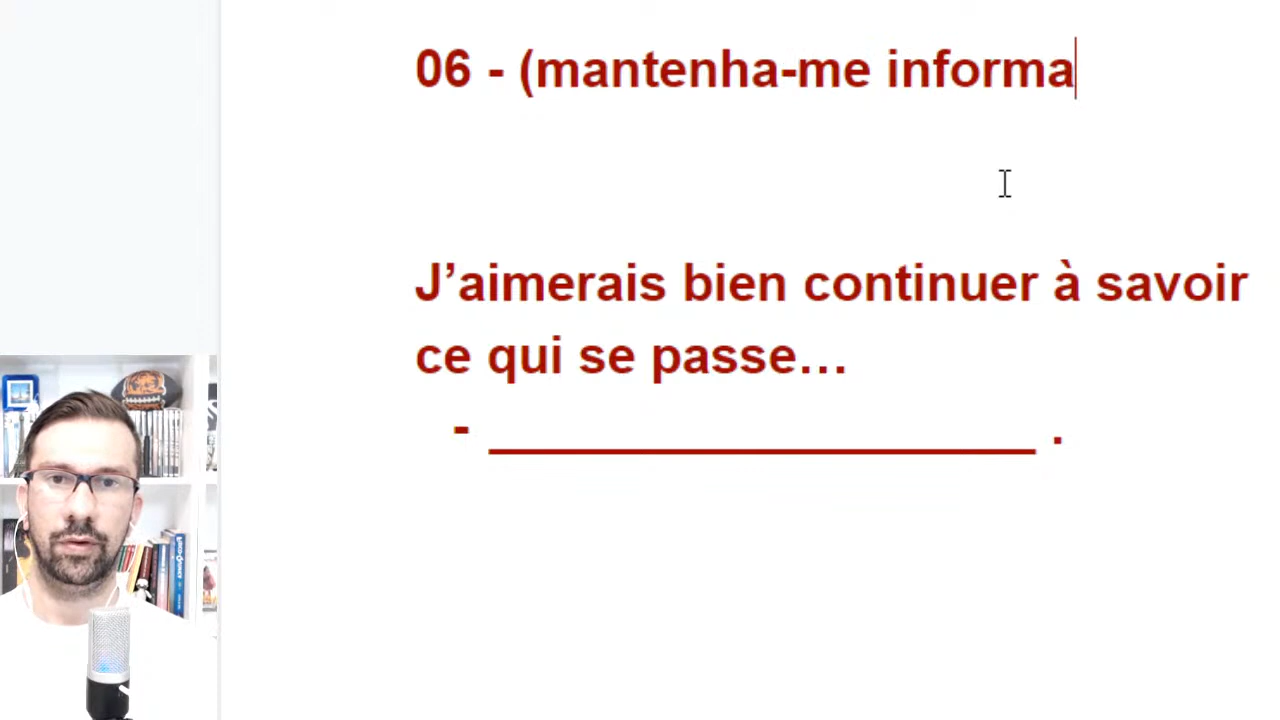 06 - (mantenha-me informa
J’aimerais bien continuer à savoir
ce qui se passe…
- ____________________ .